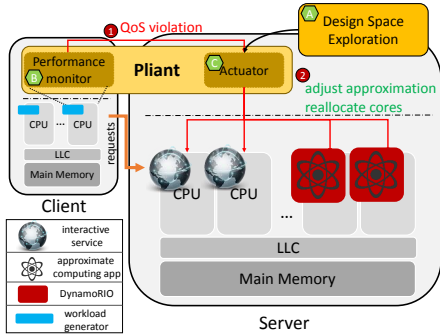 1 QoS violation
A Design Space
Exploration
Performance
monitor
B
Pliant
C Actuator
2 adjust approximation
reallocate cores
CPU ... CPU
LLC
Main Memory
requests
Client
CPU CPU
...
LLC
Main Memory
Server
interactive
service
approximate
computing app
DynamoRIO
workload
generator